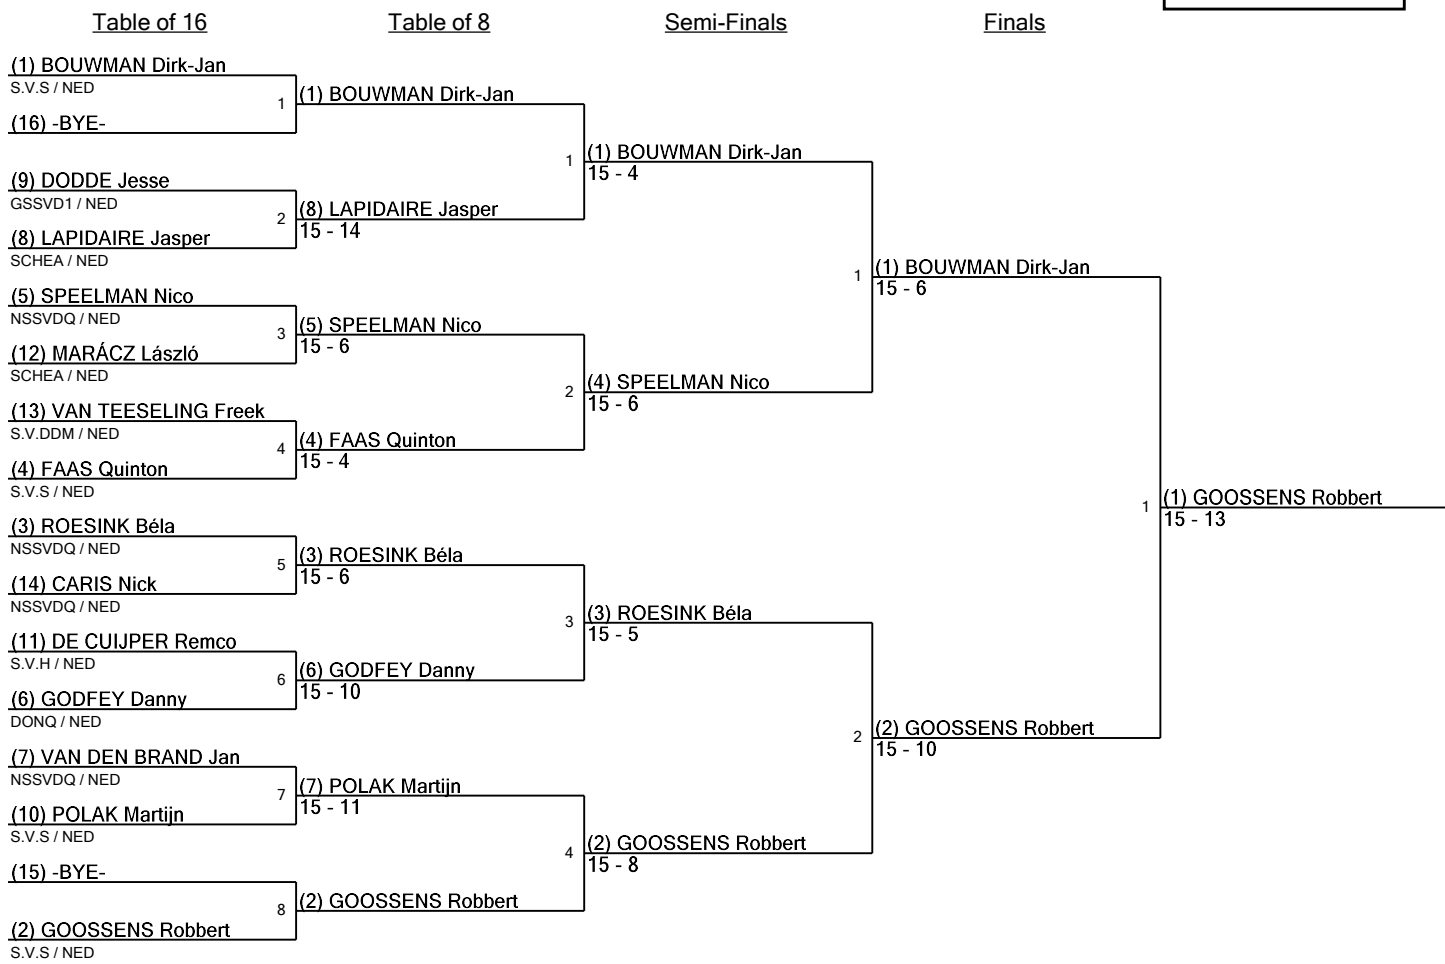 Table of 16
Table of 8
Semi-Finals
Finals
(1) BOUWMAN Dirk-Jan
S.V.S / NED
1
(16) -BYE-
(9) DODDE Jesse
GSSVD1 / NED
2
(8) LAPIDAIRE Jasper
SCHEA / NED
(5) SPEELMAN Nico
NSSVDQ / NED
3
(12) MARÁCZ László
SCHEA / NED
(13) VAN TEESELING Freek
S.V.DDM / NED
4
(4) FAAS Quinton
S.V.S / NED
(3) ROESINK Béla
NSSVDQ / NED
5
(14) CARIS Nick
NSSVDQ / NED
(11) DE CUIJPER Remco
S.V.H / NED
6
(6) GODFEY Danny
DONQ / NED
(7) VAN DEN BRAND Jan
NSSVDQ / NED
7
(10) POLAK Martijn
S.V.S / NED
(15) -BYE-
8
(2) GOOSSENS Robbert
S.V.S / NED
(1) BOUWMAN Dirk-Jan
1
(8) LAPIDAIRE Jasper
15 - 14
(5) SPEELMAN Nico
15 - 6
2
(4) FAAS Quinton
15 - 4
(3) ROESINK Béla
15 - 6
3
(6) GODFEY Danny
15 - 10
(7) POLAK Martijn
15 - 11
4
(2) GOOSSENS Robbert
(1) BOUWMAN Dirk-Jan
15 - 4
1
(4) SPEELMAN Nico
15 - 6
(3) ROESINK Béla
15 - 5
2
(2) GOOSSENS Robbert
15 - 8
(1) BOUWMAN Dirk-Jan
15 - 6
1
(2) GOOSSENS Robbert
15 - 10
(1) GOOSSENS Robbert
15 - 13